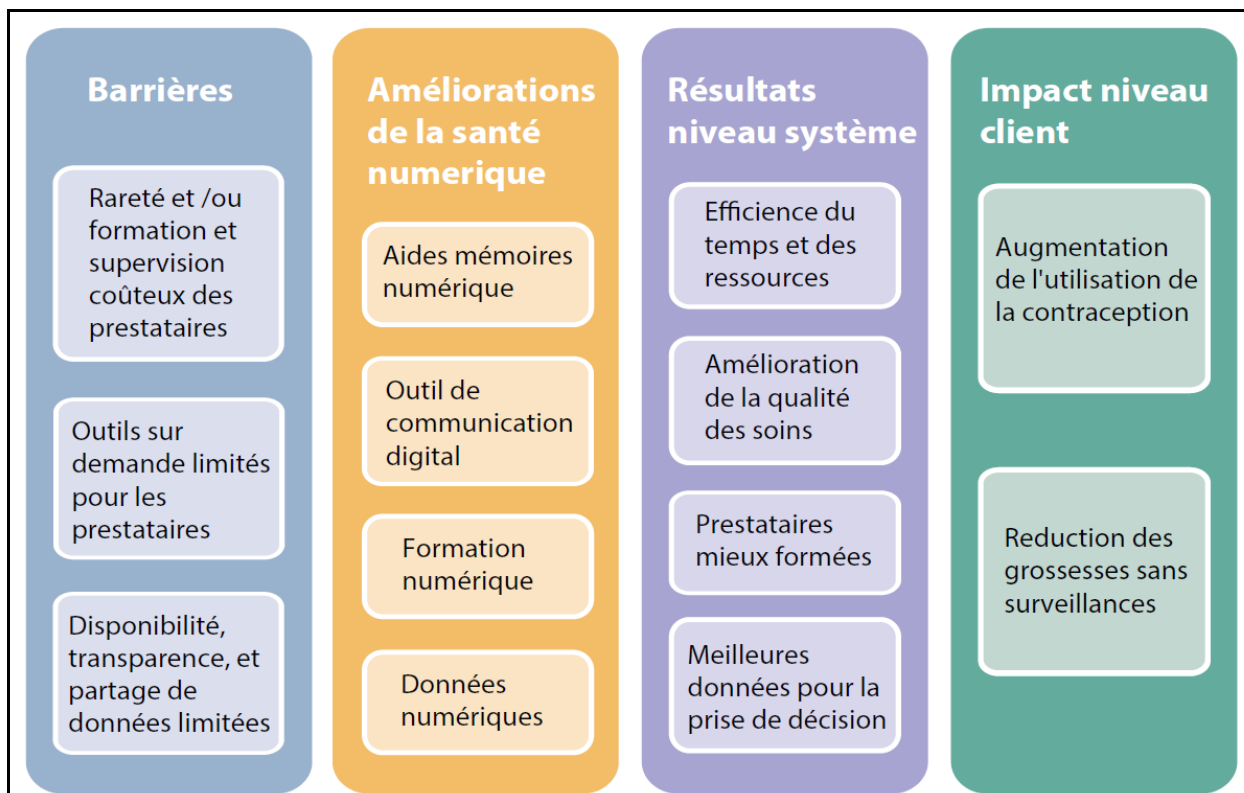 Barrières
Rareté et /ou
formation et
supervision
coûteux des
prestataires
Outils sur
demande limités
pour les
prestataires
Disponibilité,
transparence, et
partage de
données limitées
Améliorations
de la santé
numerique
Aides mémoires
numérique
Outil de
communication
digital
Formation
numérique
Données
numériques
Résultats
niveau système
Efficience du
temps et des
ressources
Amélioration
de la qualité
des soins
Prestataires
mieux formées
Meilleures
données pour la
prise de décision
Impact niveau
client
Augmentation
de l'utilisation de
la contraception
Reduction des
grossesses sans
surveillances